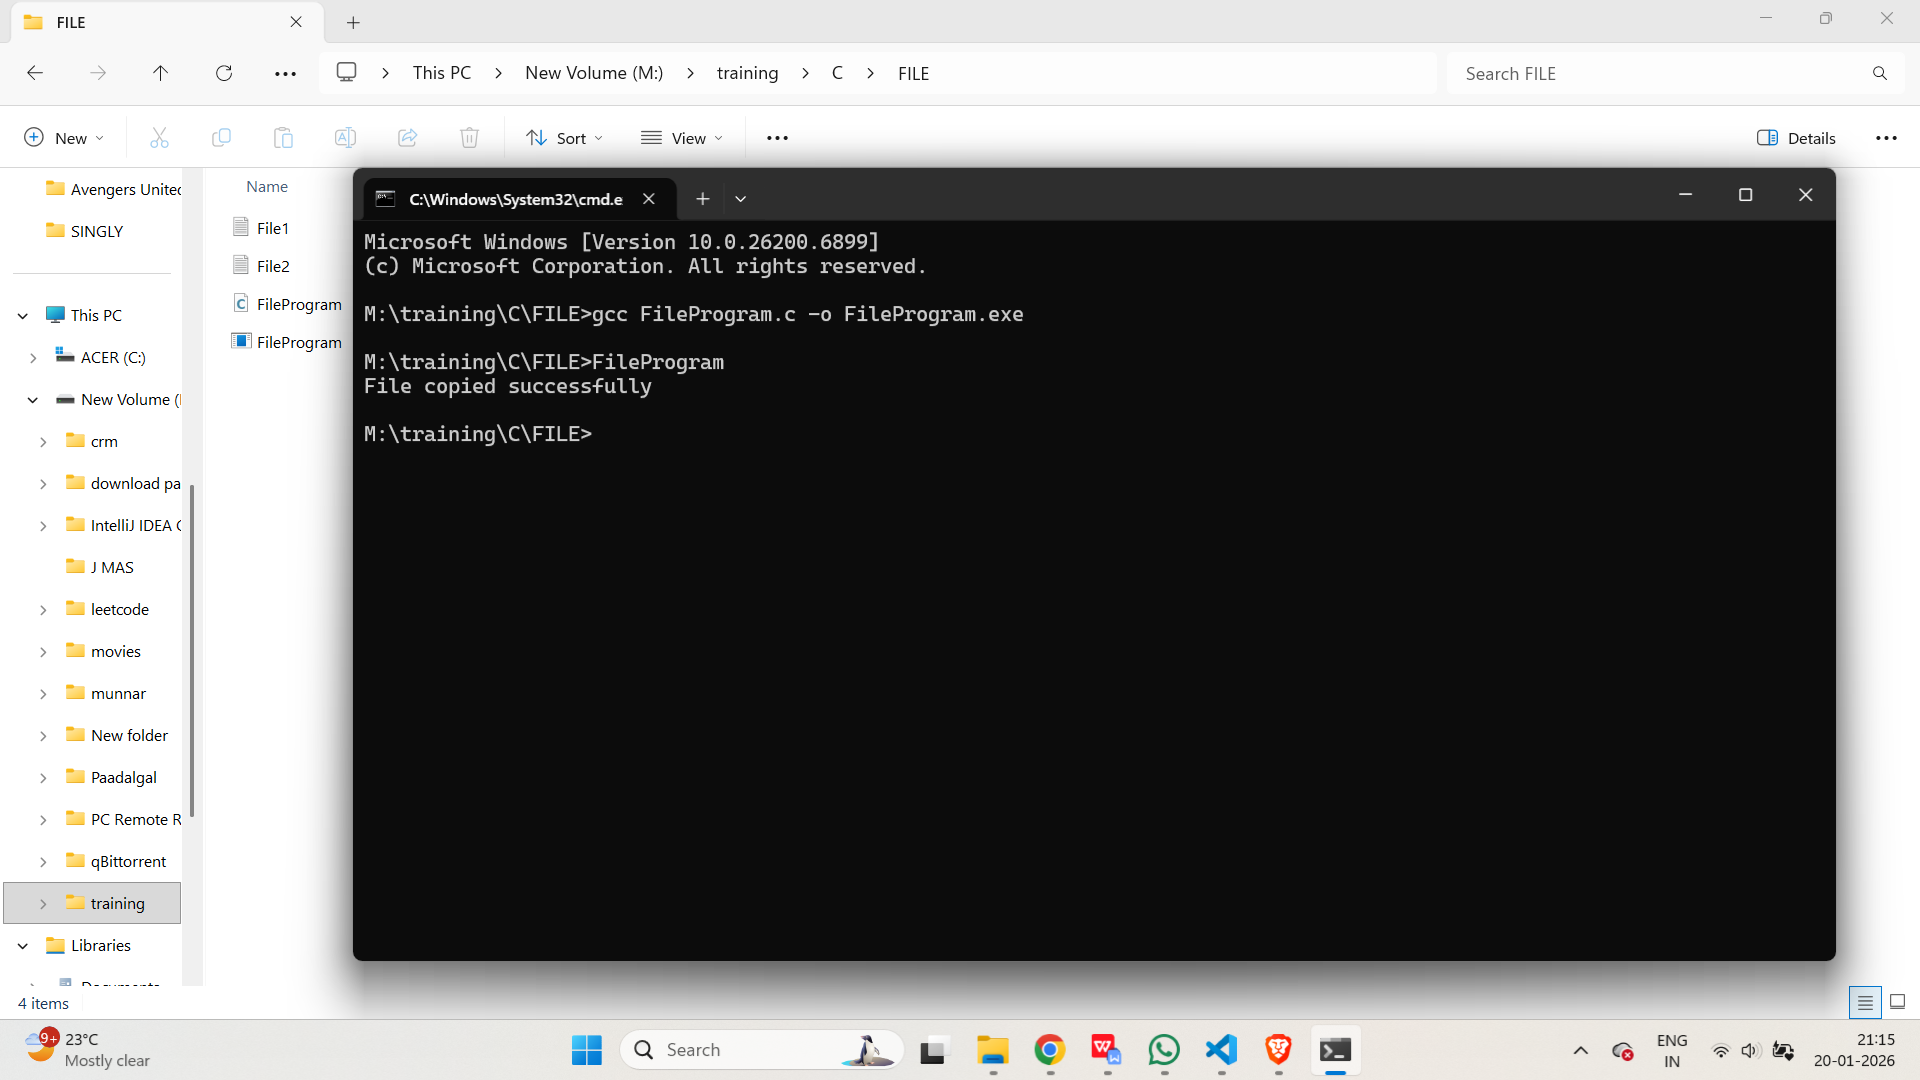 FILE
This PC
New Volume (M:)
training
C
FILE
Search FILE
New
Sort
View
Details
Avengers United
SINGLY
This PC
ACER (C:)
New Volume (
crm
download pa
IntelliJ IDEA C
J MAS
leetcode
movies
munnar
New folder
Paadalgal
PC Remote R
qBittorrent
training
Libraries
Documents
4 items
Name
File1
File2
FileProgram
FileProgram
C:\Windows\System32\cmd.e
Microsoft Windows [Version 10.0.26200.6899]
(c) Microsoft Corporation. All rights reserved.
M:\training\C\FILE>gcc FileProgram.c -o FileProgram.exe
M:\training\C\FILE>FileProgram
File copied successfully
M:\training\C\FILE>
9+
23°C
Mostly clear
Search
ENG
IN
21:15
20-01-2026